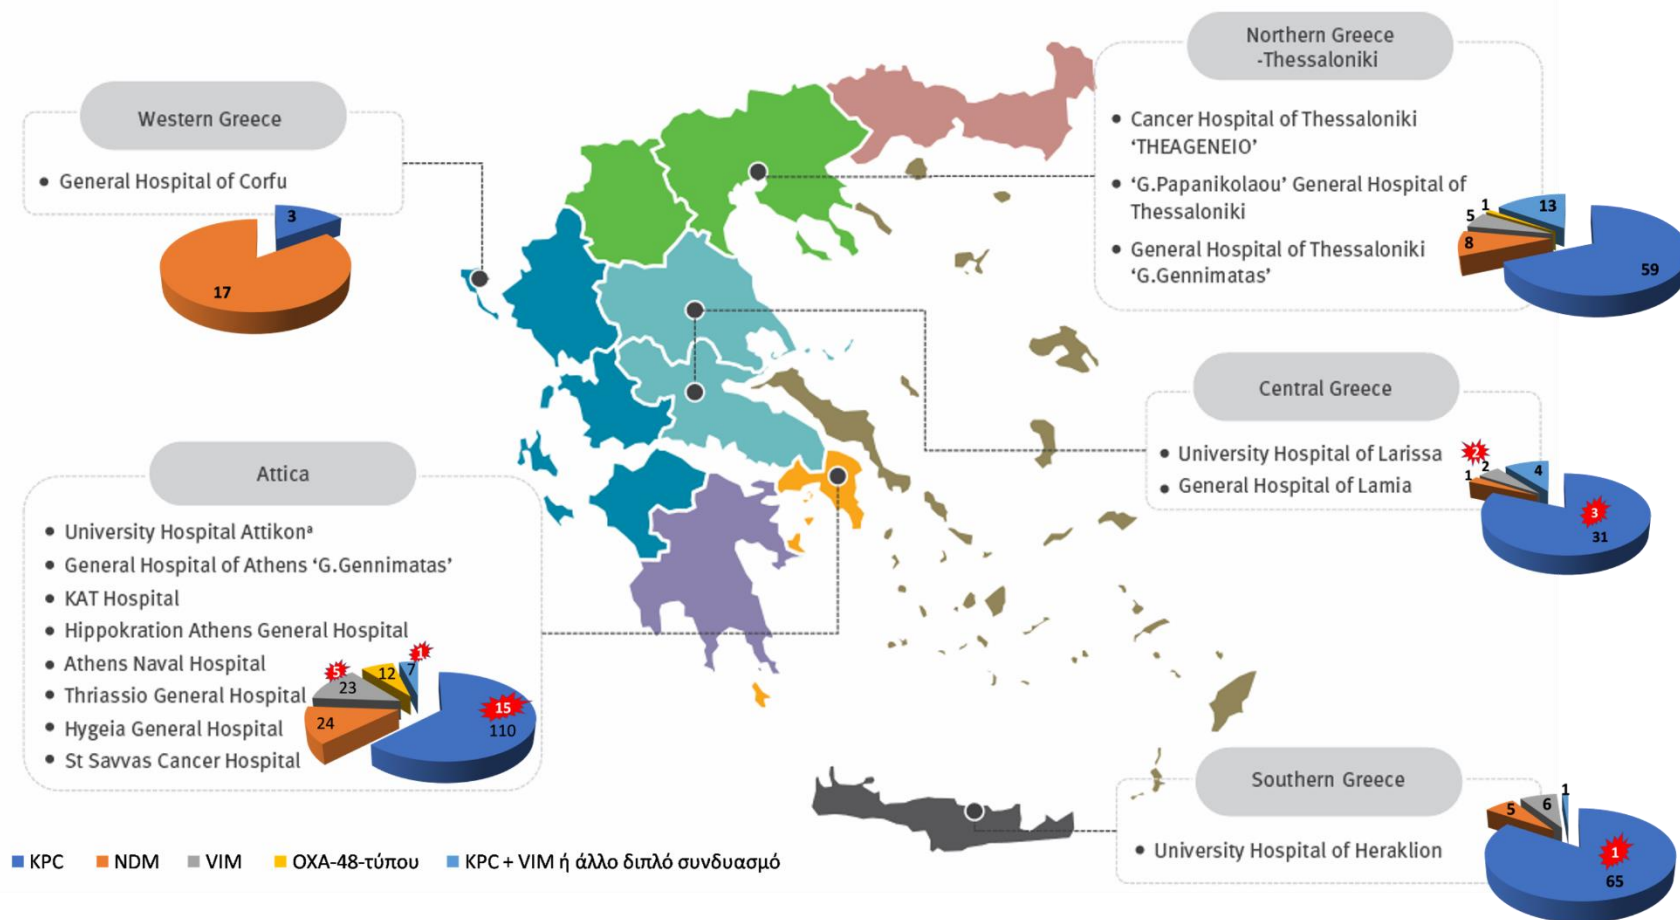 Western Greece
• General Hospital of Corfu
3
17
Northern Greece
-Thessaloniki
• Cancer Hospital of Thessaloniki
‘THEAGENEIO’
• ‘G.Papanikolaou’ General Hospital of
Thessaloniki
• General Hospital of Thessaloniki
‘G.Gennimatas’
13
1
5
8
59
Central Greece
• University Hospital of Larissa
• General Hospital of Lamia
2
2
1
4
3
31
Attica
• University Hospital Attikonᵃ
• General Hospital of Athens ‘G.Gennimatas’
• KAT Hospital
• Hippokration Athens General Hospital
• Athens Naval Hospital
• Thriassio General Hospital
• Hygeia General Hospital
• St Savvas Cancer Hospital
1
5
12
7
23
24
15
110
Southern Greece
• University Hospital of Heraklion
1
6
5
1
65
KPC NDM VIM OXA-48-τύπου KPC + VIM ή άλλο διπλό συνδυασμό